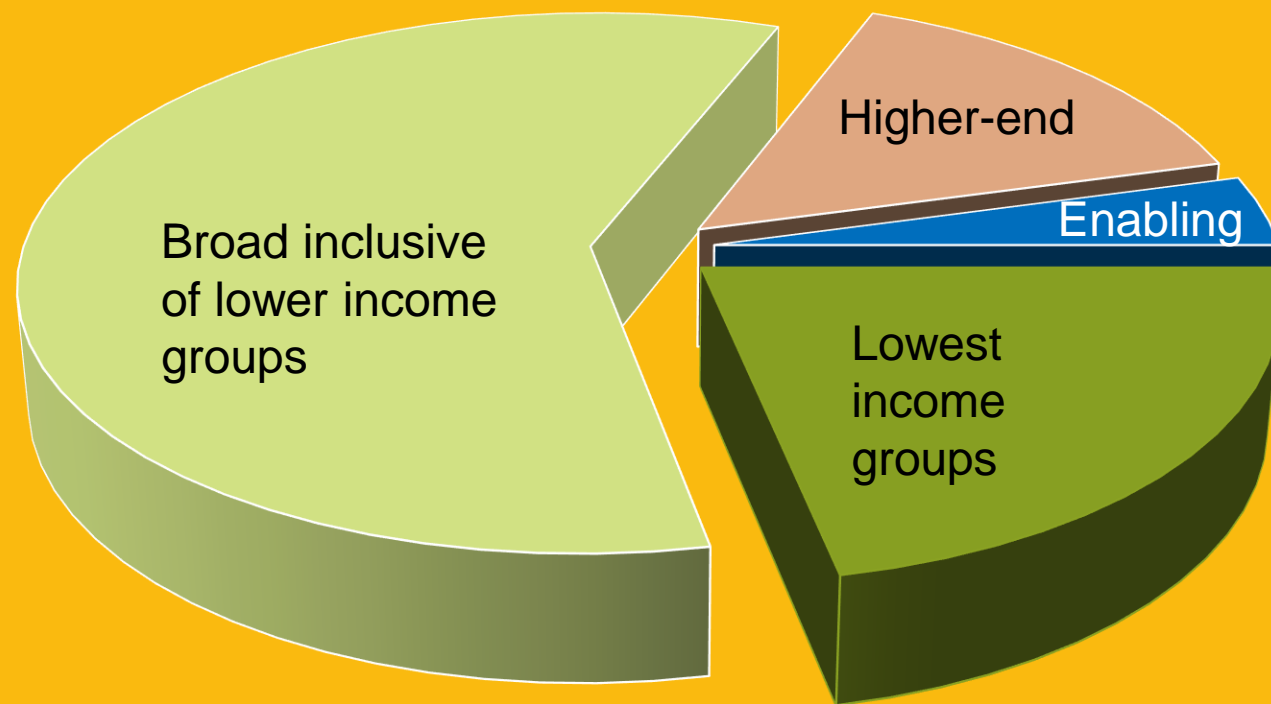 Broad inclusive
of lower income
groups
Higher-end
Enabling
Lowest
income
groups